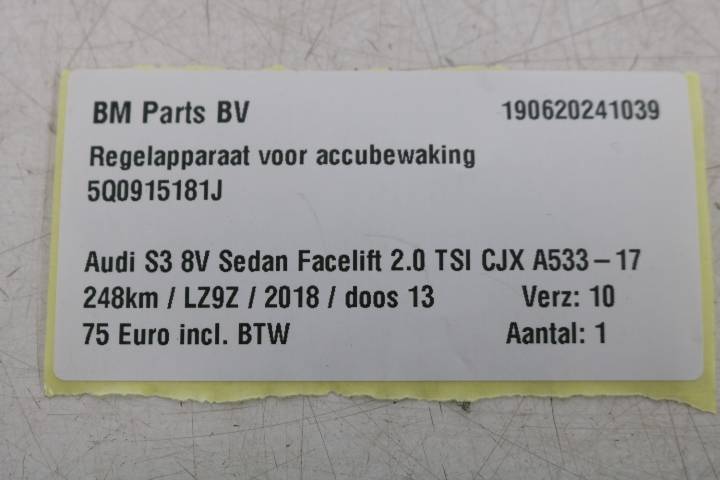 BM Parts BV 190620241039
Regelapparaat voor accubewaking
5Q0915181J
Audi S3 8V Sedan Facelift 2.0 TSI CJX A533-17
248km / LZ9Z / 2018 / doos 13 Verz: 10
75 Euro incl. BTW Aantal: 1